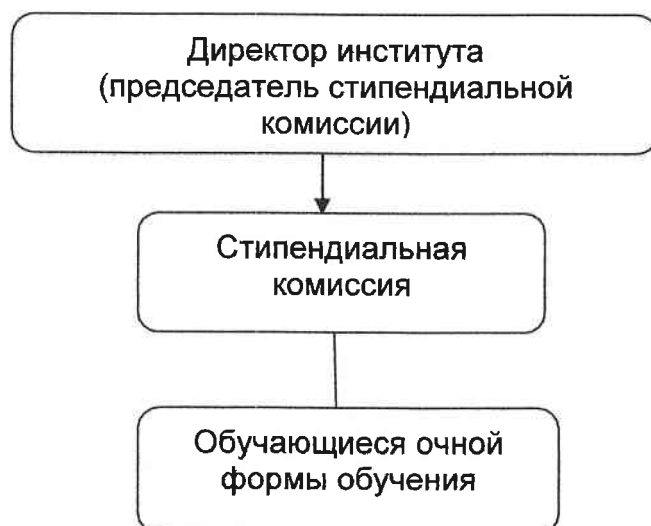 Директор института
(председатель стипендиальной
комиссии)
Стипендиальная
комиссия
Обучающиеся очной
формы обучения